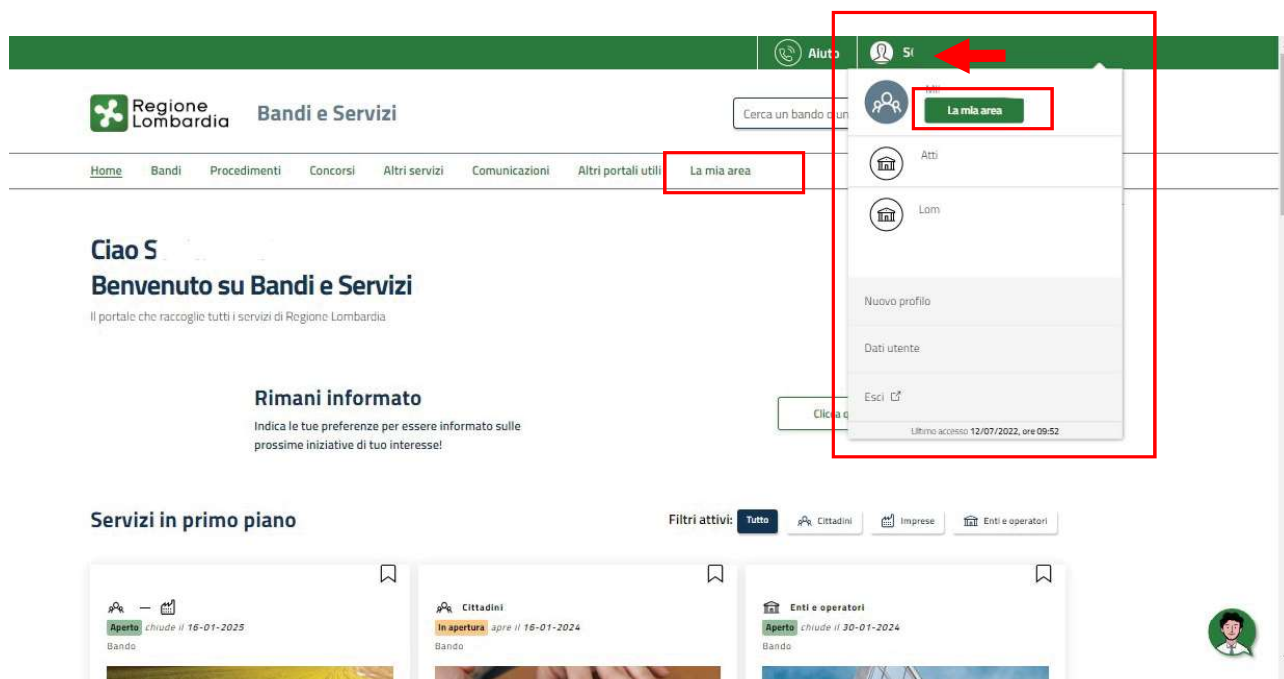 Aiuto
Regione
Lombardia
Bandi e Servizi
Cerca un bando o un
La mia area
Home Bandi Procedimenti Concorsi Altri servizi Comunicazioni Altri portali utili La mia area
Atti
Lom
Ciao S
Benvenuto su Bandi e Servizi
Il portale che raccoglie tutti i servizi di Regione Lombardia
Nuovo profilo
Dati utente
Esci
Ultimo accesso 12/07/2022, ore 09:52
Rimani informato
Indica le tue preferenze per essere informato sulle
prossime iniziative di tuo interesse!
Clicca q
Servizi in primo piano
Filtri attivi: Tutto Cittadini Imprese Enti e operatori
Aperto chiude il 16-01-2025
Bando
Cittadini
In apertura apre il 16-01-2024
Bando
Enti e operatori
Aperto chiude il 30-01-2024
Bando